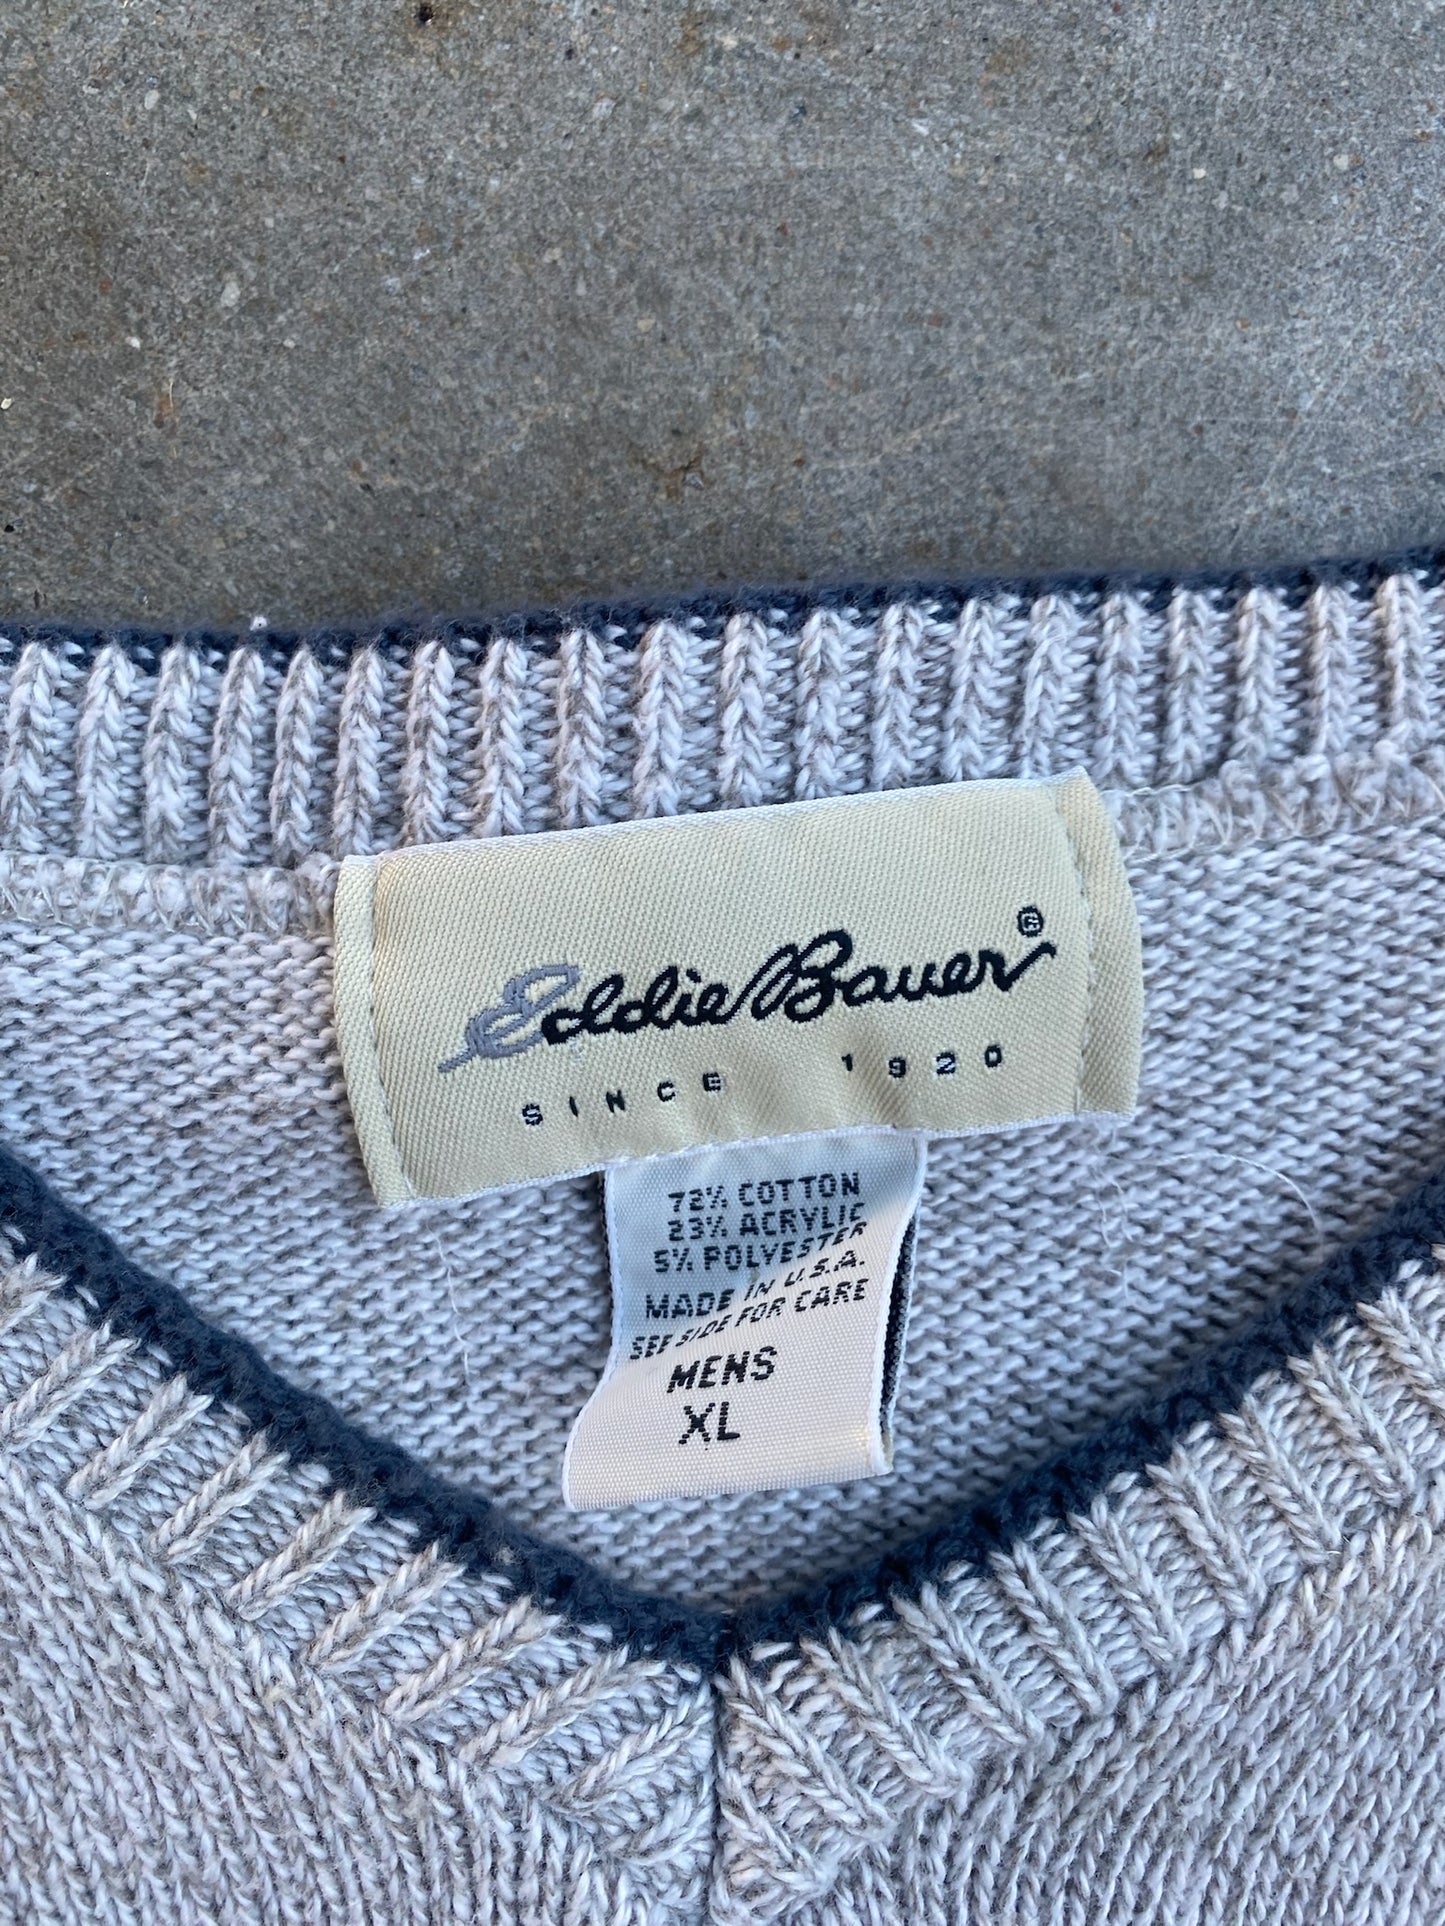 Eddie Bauer®
SINCE 1920
72% COTTON
23% ACRYLIC
5% POLYESTER
MADE IN U.S.A.
SEE SIDE FOR CARE
MENS
XL